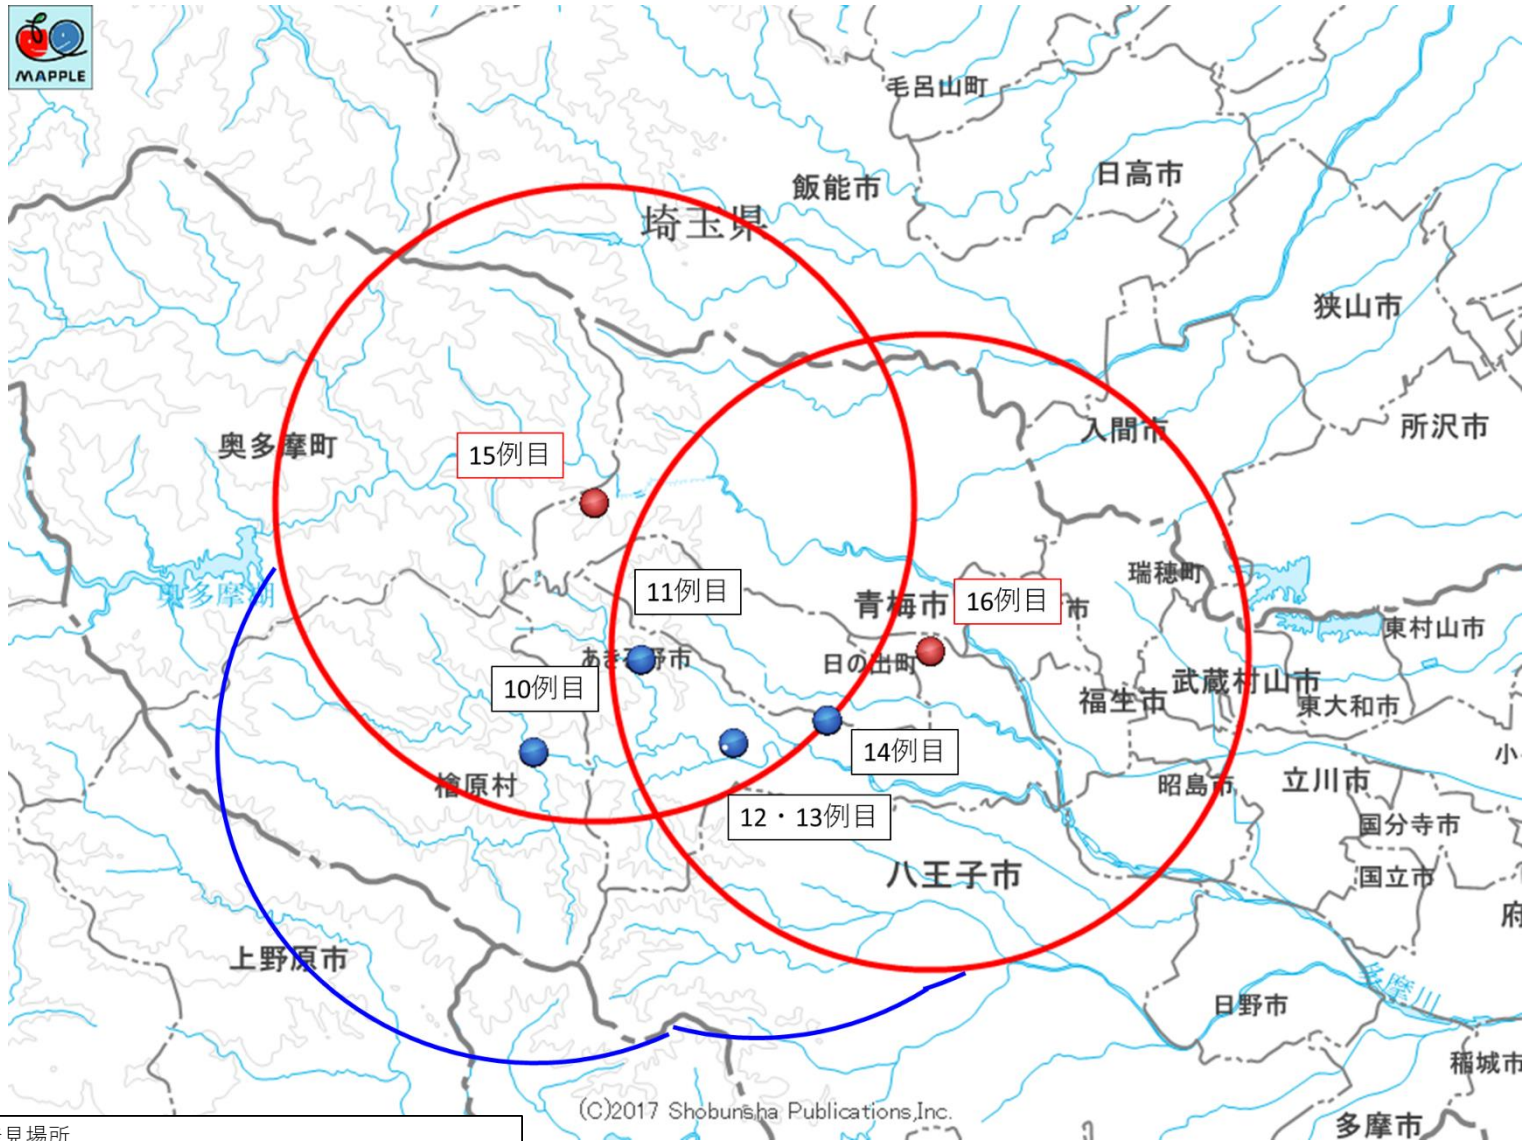 MAPPLE
毛呂山町
日高市
飯能市
埼玉県
狭山市
所沢市
入間市
奥多摩町
15例目
瑞穂町
奥多摩湖
11例目
青梅市
16例目
市
東村山市
あきる野市
日の出町
10例目
福生市
武蔵村山市
東大和市
14例目
檜原村
昭島市
立川市
小
12・13例目
国分寺市
八王子市
国立市
府
上野原市
多摩川
日野市
稲城市
(C)2017 Shobunsha Publications,Inc.
多摩市
見場所